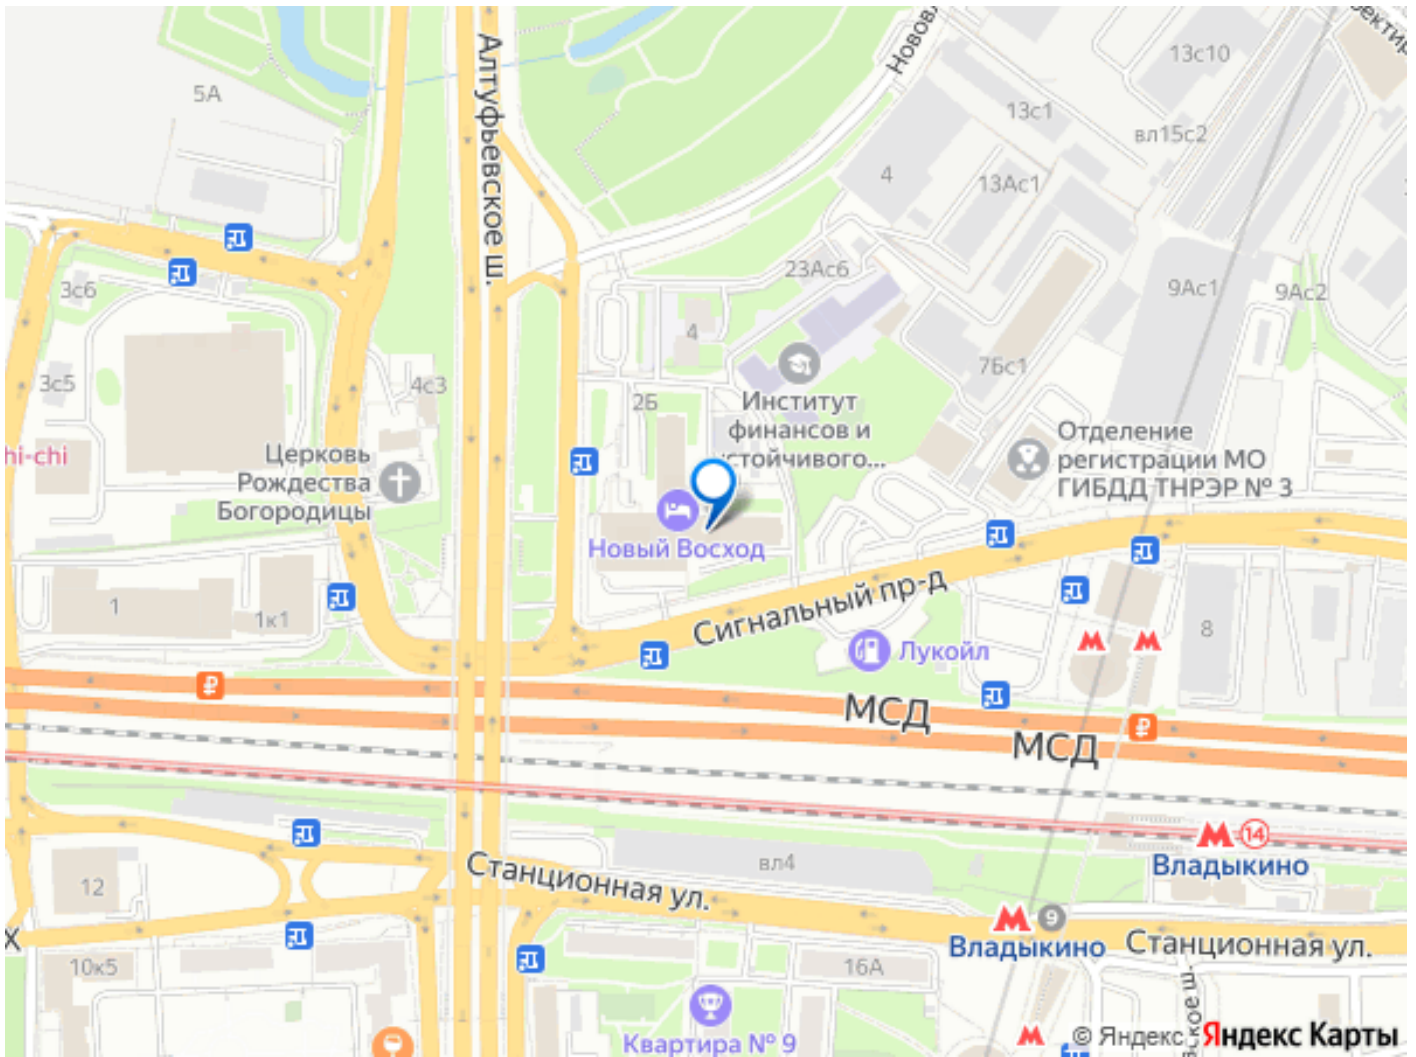 Алтуфьевское ш.
5А
13с10
13с1
вл15с2
4
13Ас1
23Ас6
9Ас1
9Ас2
3с6
4
7Бс1
3с5
4с3
2Б
Институт
финансов и
стойчивого...
hi-chi
Церковь
Рождества
Богородицы
Отделение
регистрации МО
ГИБДД ТНРЭР № 3
Новый Восход
1
1к1
Сигнальный пр-д
Лукойл
8
МСД
МСД
14
Владыкино
вл4
Станционная ул.
12
9
Владыкино
Станционная ул.
10к5
16А
Квартира № 9
© Яндекс Яндекс Карты